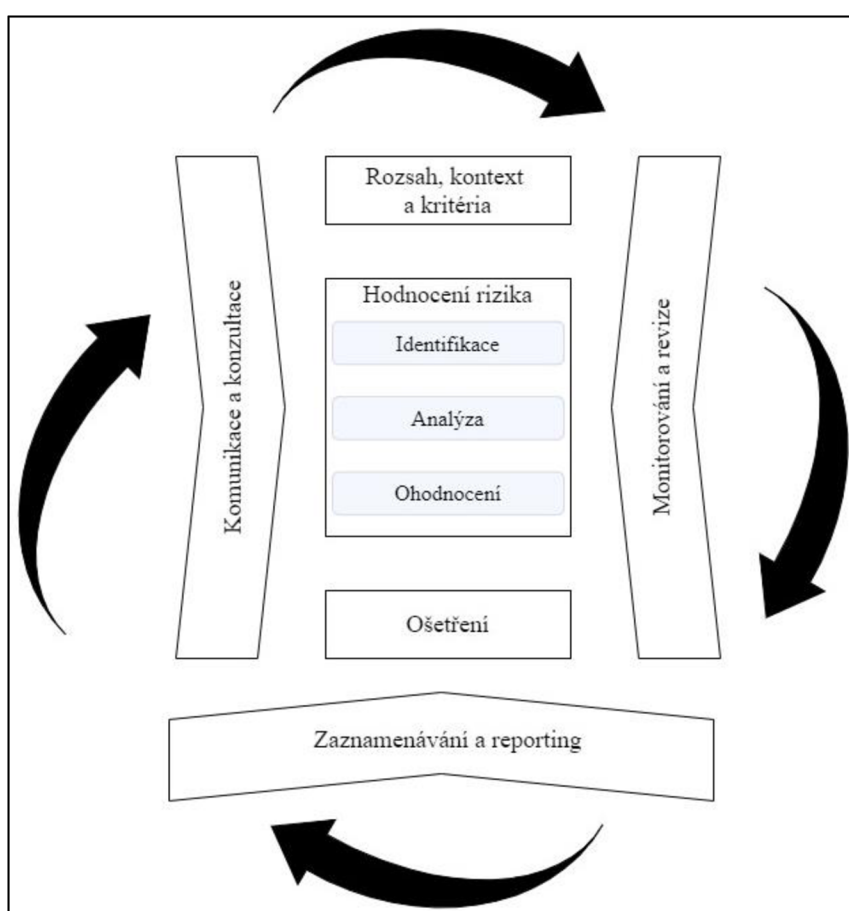 Rozsah, kontext
a kritéria
Komunikace a konzultace
Hodnocení rizika
Identifikace
Analýza
Ohodnocení
Monitorování a revize
Ošetření
Zaznamenávání a reporting